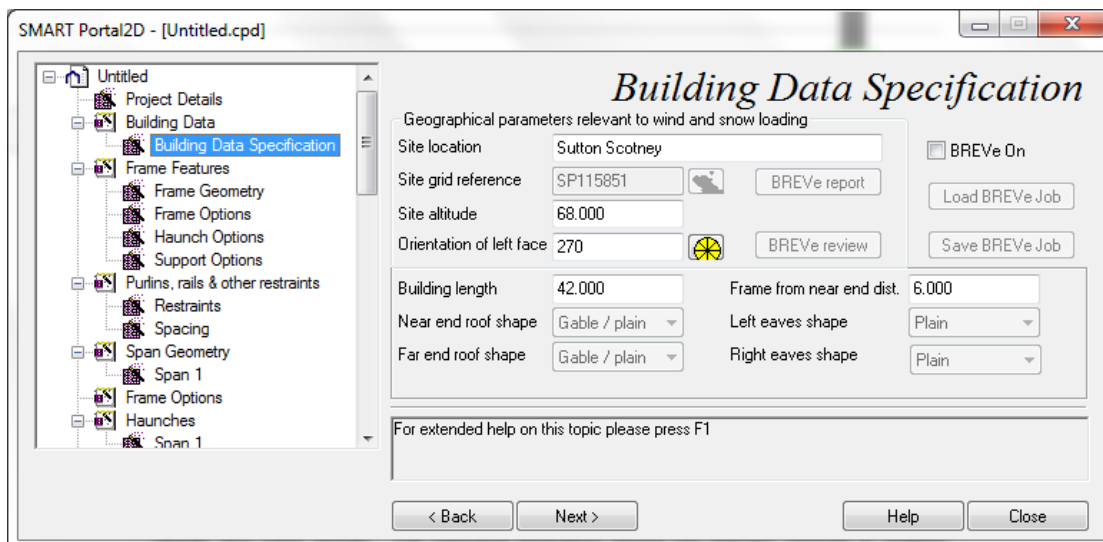 SMART Portal2D - [Untitled.cpd]
Untitled
Project Details
Building Data
Building Data Specification
Frame Features
Frame Geometry
Frame Options
Haunch Options
Support Options
Purlins, rails & other restraints
Restraints
Spacing
Span Geometry
Span 1
Frame Options
Haunches
Span 1
Building Data Specification
Geographical parameters relevant to wind and snow loading
Site location Sutton Scotney BREVe On
Site grid reference SP115851 BREVe report Load BREVe Job
Site altitude 68.000
Orientation of left face 270 BREVe review Save BREVe Job
Building length 42.000 Frame from near end dist. 6.000
Near end roof shape Gable / plain Left eaves shape Plain
Far end roof shape Gable / plain Right eaves shape Plain
For extended help on this topic please press F1
< Back Next > Help Close